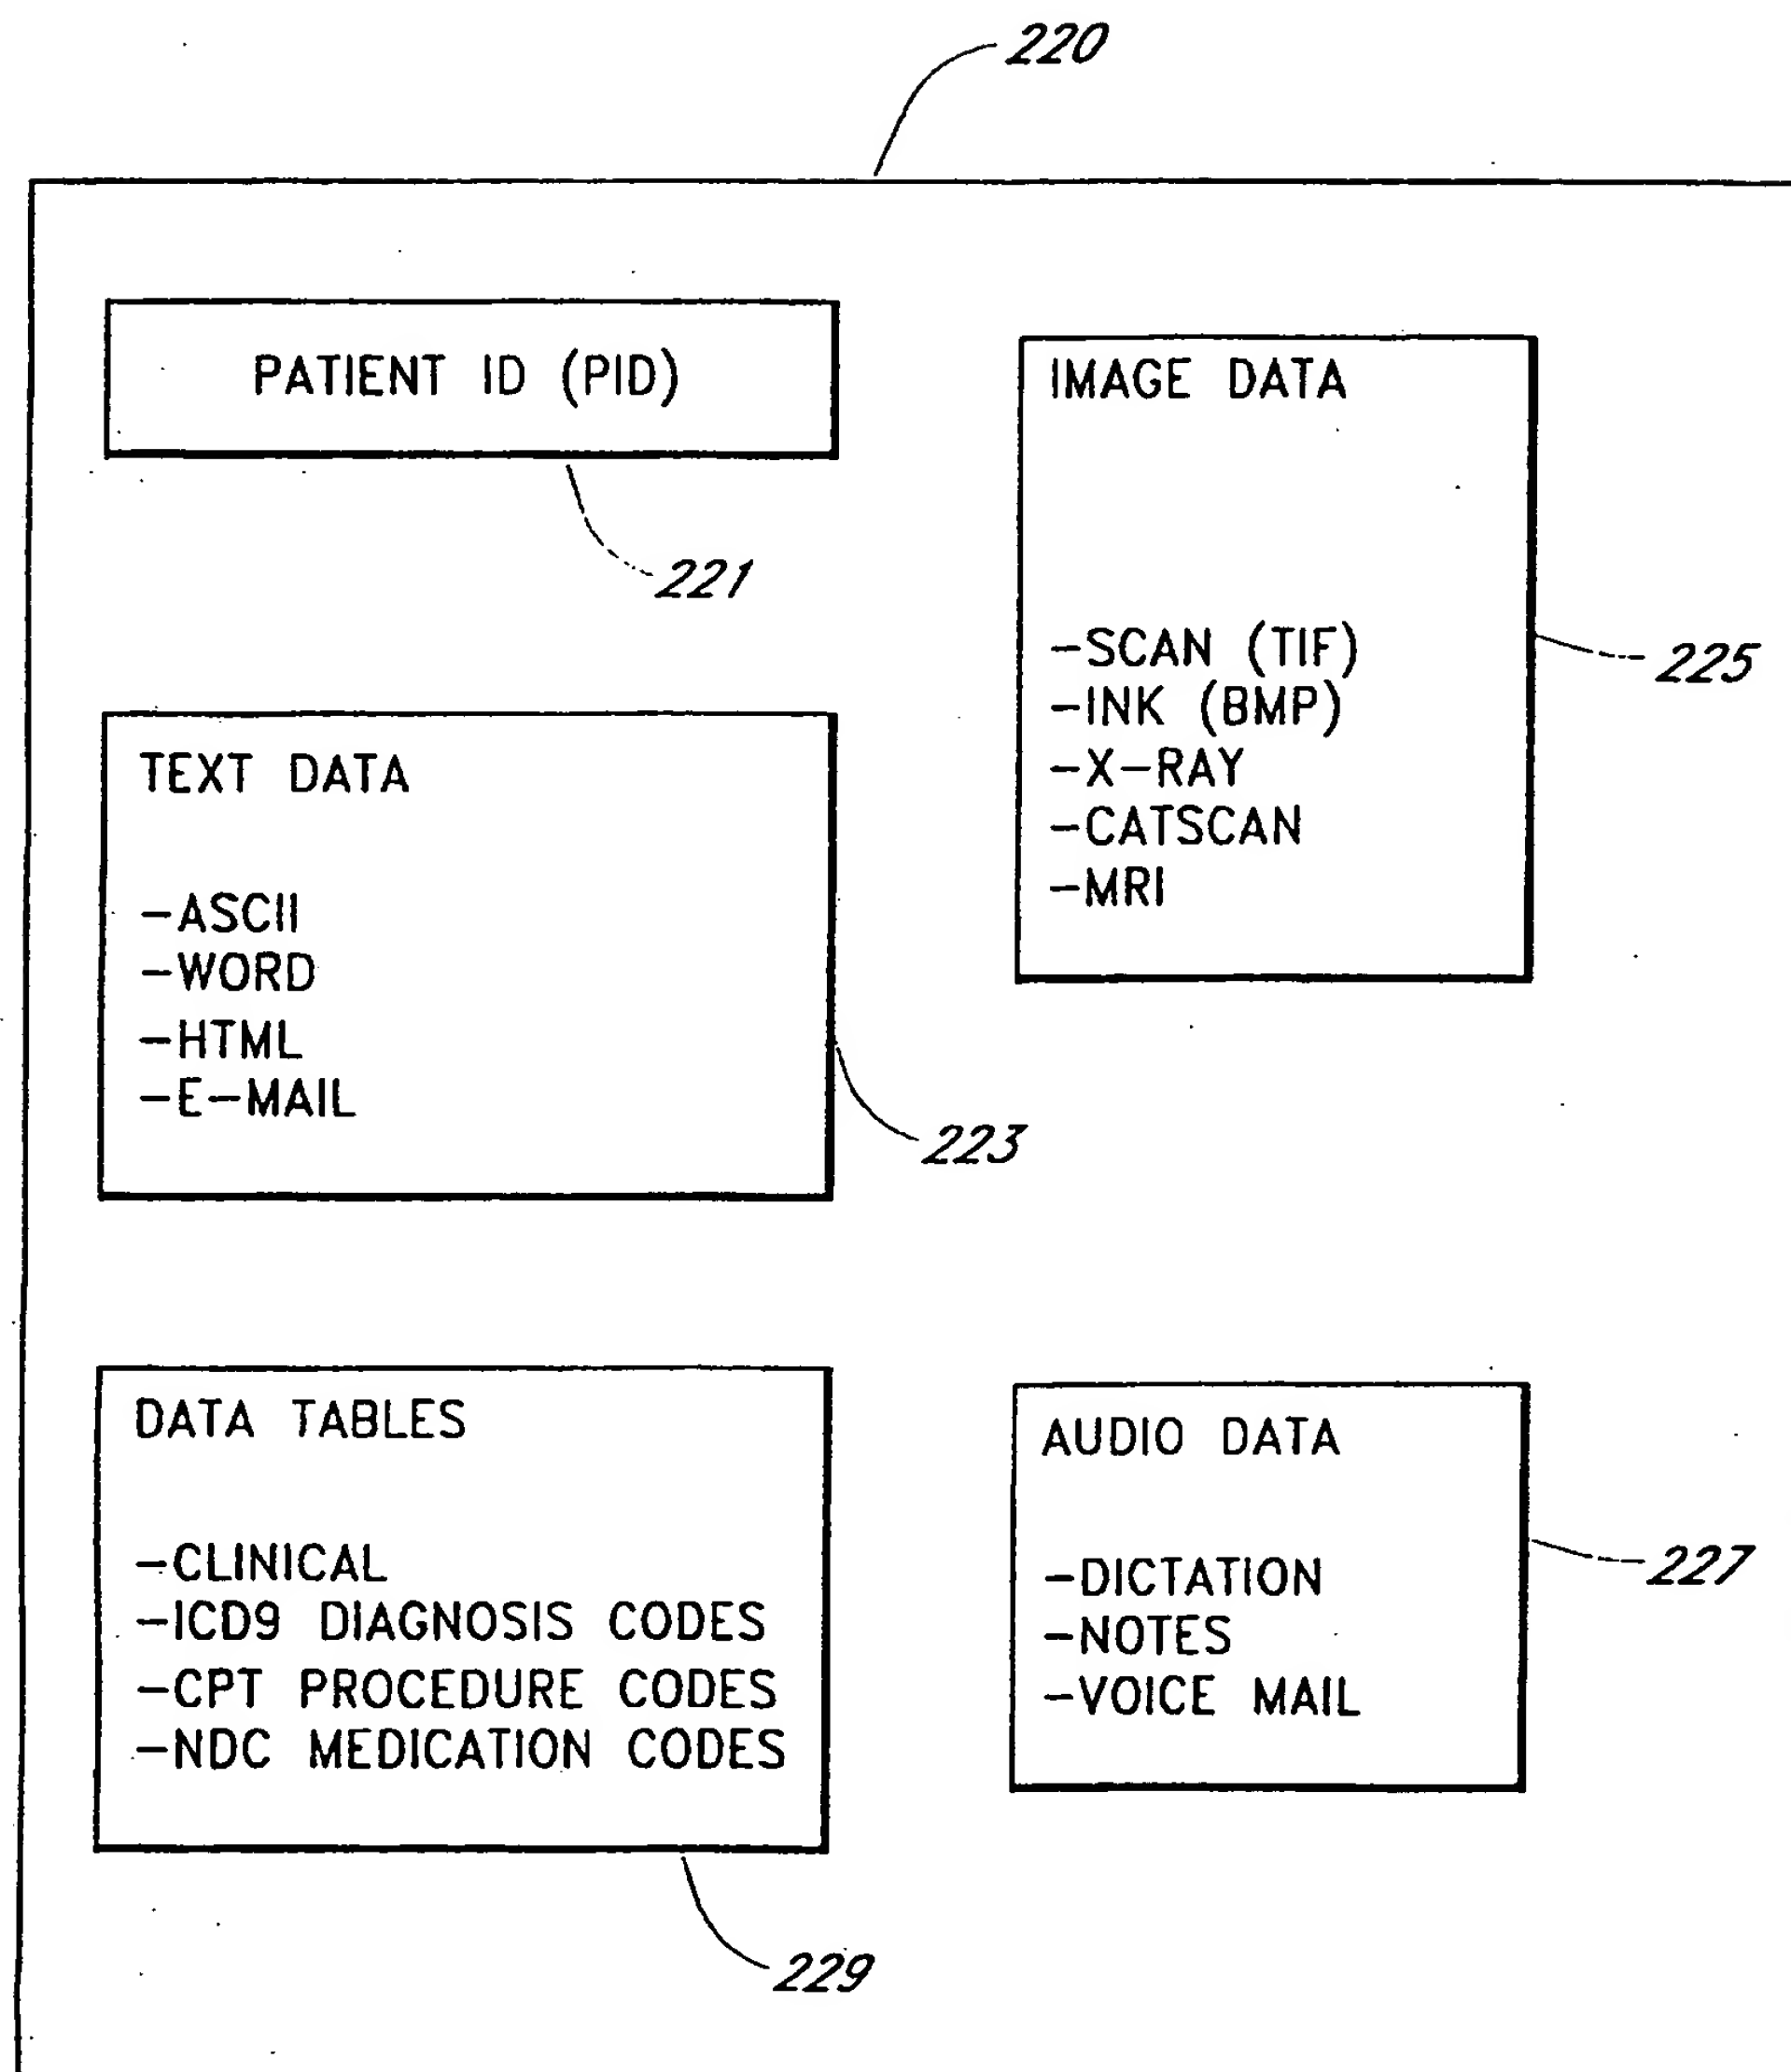 220
PATIENT ID (PID)
221
IMAGE DATA
-SCAN (TIF)
-INK (BMP)
-X-RAY
-CATSCAN
-MRI
225
TEXT DATA
-ASCII
-WORD
-HTML
-E-MAIL
223
DATA TABLES
-CLINICAL
-ICD9 DIAGNOSIS CODES
-CPT PROCEDURE CODES
-NDC MEDICATION CODES
229
AUDIO DATA
-DICTATION
-NOTES
-VOICE MAIL
227